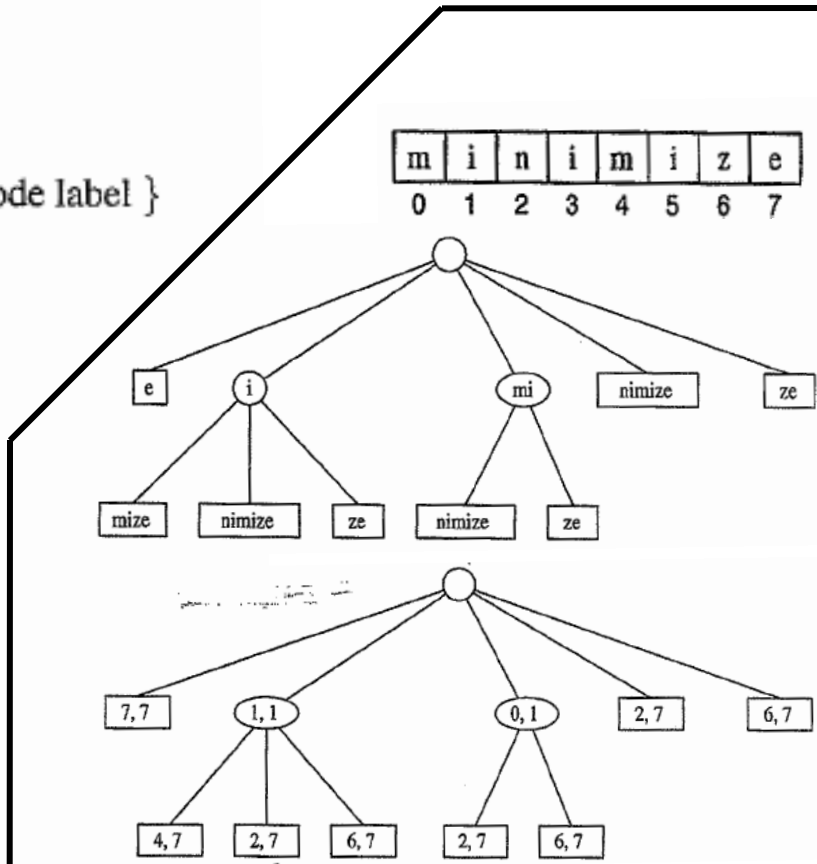 m i n i m i z e
ode label }
0 1 2 3 4 5 6 7
e i mi nimize ze
mize nimize ze nimize ze
7, 7 1, 1 0, 1 2, 7 6, 7
4, 7 2, 7 6, 7 2, 7 6, 7